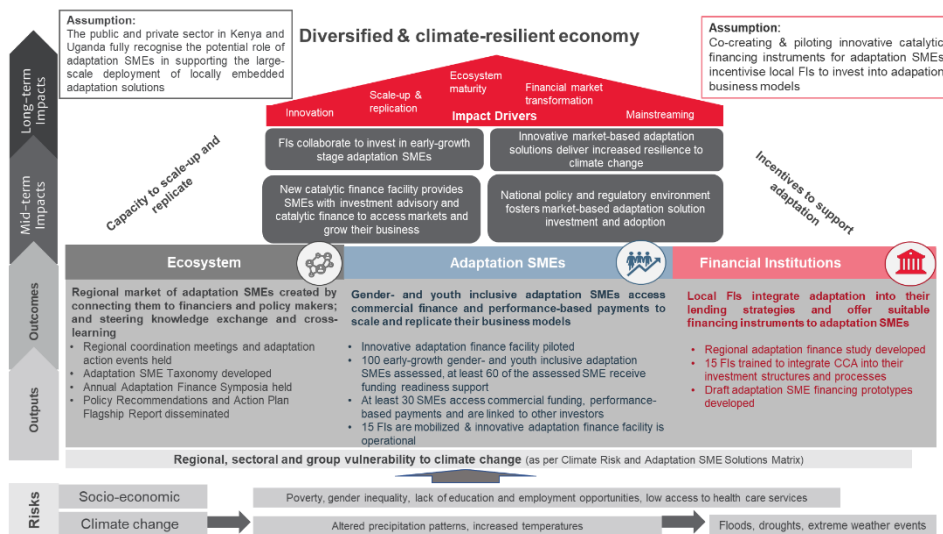 Assumption:
The public and private sector in Kenya and
Uganda fully recognise the potential role of
adaptation SMEs in supporting the large-
scale deployment of locally embedded
adaptation solutions
Diversified & climate-resilient economy
Assumption:
Co-creating & piloting innovative catalytic
financing instruments for adaptation SMEs
incentivise local FIs to invest into adapation
business models
Long-term
Impacts
Mid-term
Impacts
Outcomes
Outputs
Innovation
Scale-up &
replication
Ecosystem
maturity
Financial market
transformation
Mainstreaming
Impact Drivers
Capacity to scale-up and
replicate
Incentives to support
adaptation
FIs collaborate to invest in early-growth
stage adaptation SMEs
Innovative market-based adaptation
solutions deliver increased resilience to
climate change
New catalytic finance facility provides
SMEs with investment advisory and
catalytic finance to access markets and
grow their business
National policy and regulatory environment
fosters market-based adaptation solution
investment and adoption
Ecosystem
Regional market of adaptation SMEs created by
connecting them to financiers and policy makers;
and steering knowledge exchange and cross-
learning
• Regional coordination meetings and adaptation
action events held
• Adaptation SME Taxonomy developed
• Annual Adaptation Finance Symposia held
• Policy Recommendations and Action Plan
Flagship Report disseminated
Adaptation SMEs
Gender- and youth inclusive adaptation SMEs access
commercial finance and performance-based payments to
to scale and replicate their business models
• Innovative adaptation finance facility piloted
• 100 early-growth gender- and youth inclusive adaptation
SMEs assessed, at least 60 of the assessed SME receive
funding readiness support
• At least 30 SMEs access commercial funding, performance-
based payments and are linked to other investors
• 15 FIs are mobilized & innovative adaptation finance facility is
operational
Financial Institutions
Local FIs integrate adaptation into their
lending strategies and offer suitable
financing instruments to adaptation SMEs
• Regional adaptation finance study developed
• 15 FIs trained to integrate CCA into their
investment structures and processes
• Draft adaptation SME financing prototypes
developed
Regional, sectoral and group vulnerability to climate change (as per Climate Risk and Adaptation SME Solutions Matrix)
Risks
Socio-economic
Poverty, gender inequality, lack of education and employment opportunities, low access to health care services
Climate change
Altered precipitation patterns, increased temperatures
Floods, droughts, extreme weather events